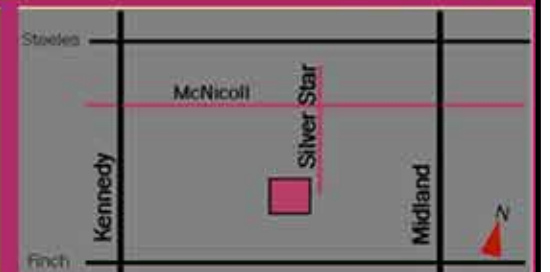 Steeles
McNicoll
Silver Star
Kennedy
Midland
N
Finch